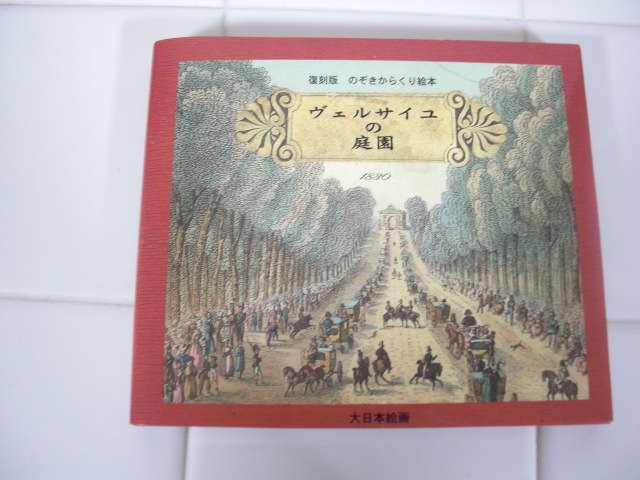 復刻版 のぞきからくり絵本
ヴェルサイユ
の
庭園
1830
大日本絵画